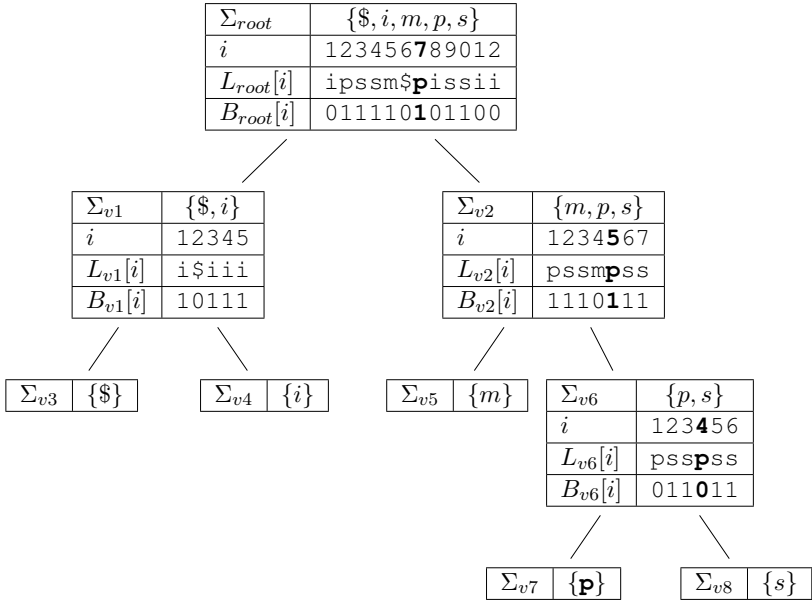 Σroot {$, i, m, p, s}
i 123456789012
Lroot[i] ipssm$pissii
Broot[i]011110101100
Σv1 {$, i}
i 12345
Lv1[i] i$iii
Bv1[i] 10111
Σv2 {m, p, s}
i 1234567
Lv2[i] pssmpss
Bv2[i] 1110111
Σv3 {$}
Σv4 {i}
Σv5 {m}
Σv6 {p, s}
i 123456
Lv6[i] psspss
Bv6[i] 011011
Σv7 {p}
Σv8 {s}